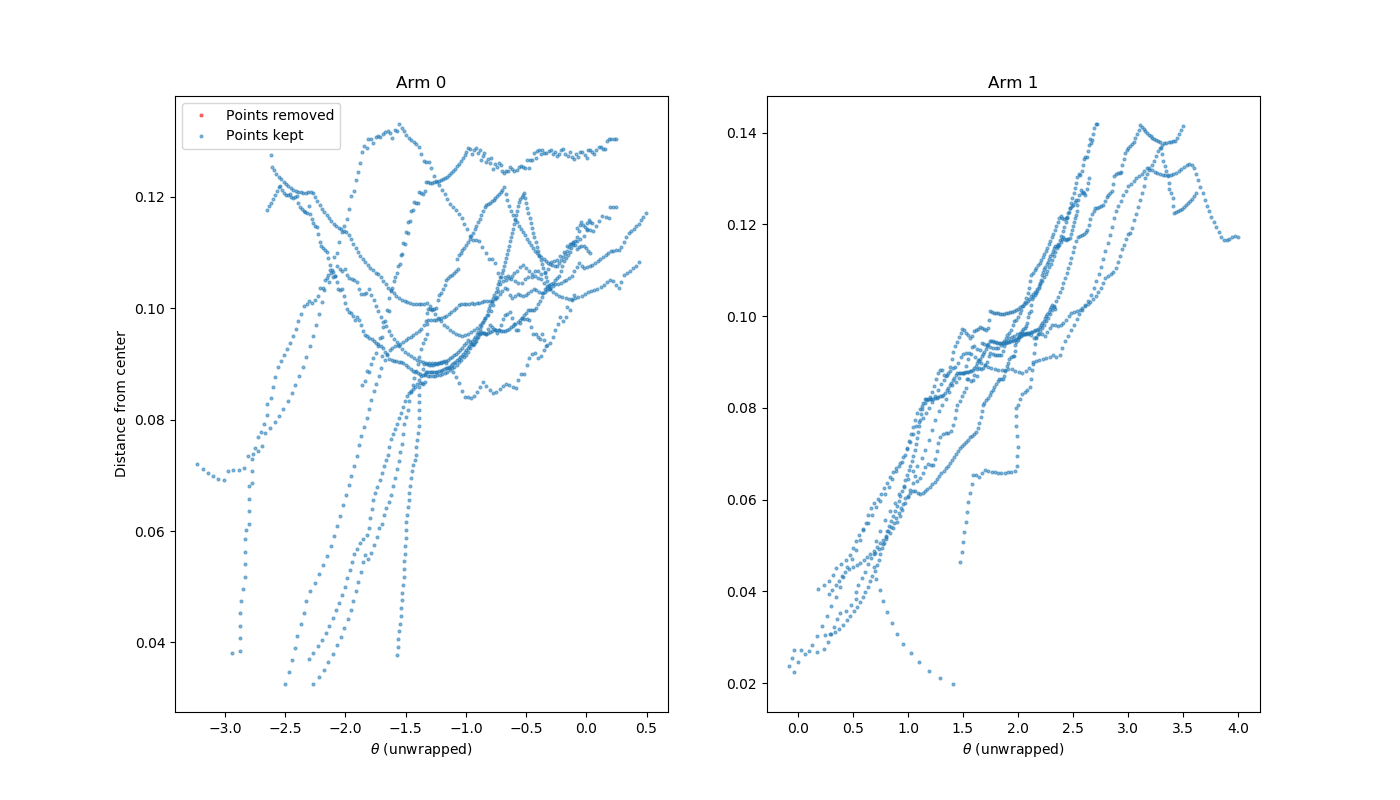 Arm 0
Points removed
Points kept
0.12
0.10
0.08
0.06
0.04
Distance from center
−3.0 −2.5 −2.0 −1.5 −1.0 −0.5 0.0 0.5
θ (unwrapped)
Arm 1
0.14
0.12
0.10
0.08
0.06
0.04
0.02
0.0 0.5 1.0 1.5 2.0 2.5 3.0 3.5 4.0
θ (unwrapped)